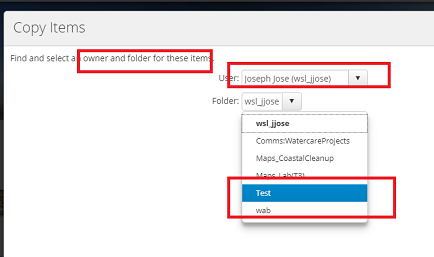 Copy Items
Find and select an owner and folder for these items.
User: Joseph Jose (wsl_jjose)
Folder: wsl_jjose
wsl_jjose
Comms:WatercareProjects
Maps_CoastalCleanup
Maps_Lab(T3)
Test
wab